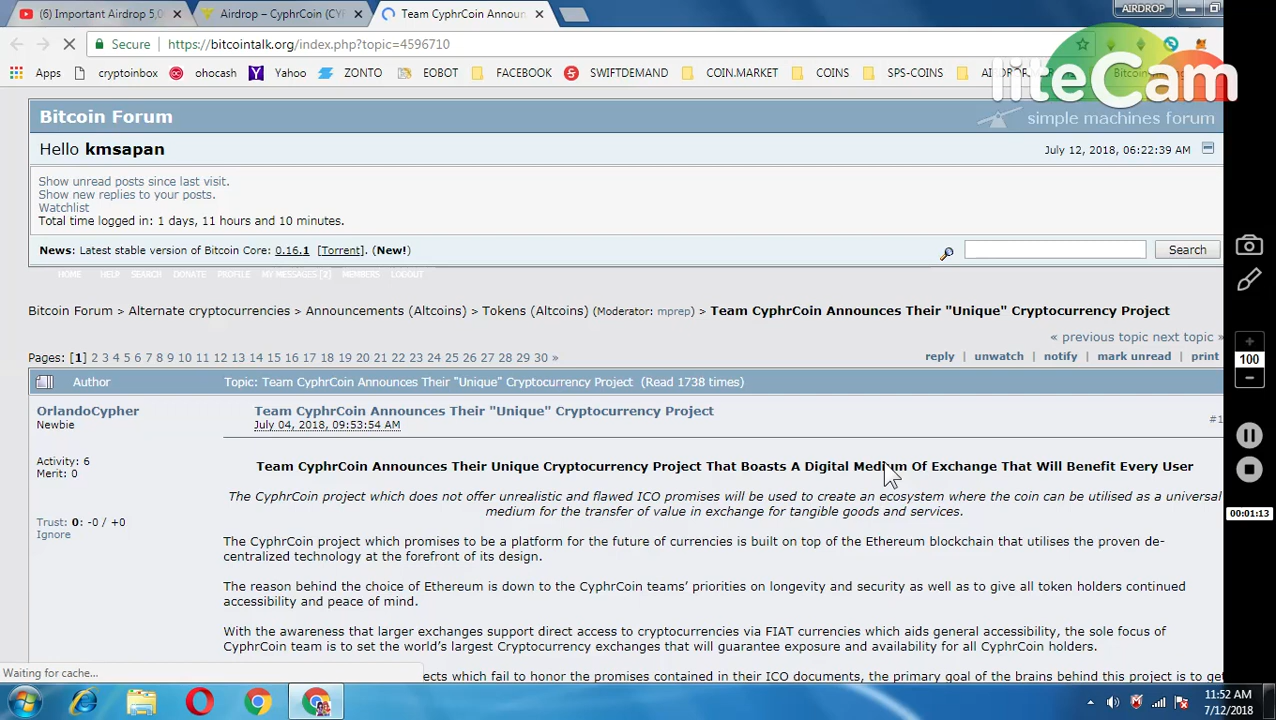 (6) Important Airdrop 5,0
Airdrop – CyphrCoin (CY
Team CyphrCoin Announ
AIRDROP
Secure
https://bitcointalk.org/index.php?topic=4596710
Apps
cryptoinbox
ohocash
Yahoo
EOBOT
FACEBOOK
SWIFTDEMAND
COIN.MARKET
COINS
SPS-COINS
liteCam
Bitcoin Forum
simple machines forum
Hello kmsapan
July 12, 2018, 06:22:39 AM
Show unread posts since last visit.
Show new replies to your posts.
Watchlist
Total time logged in: 1 days, 11 hours and 10 minutes.
News: Latest stable version of Bitcoin Core: 0.16.1 [Torrent]. (New!)
Search
HOME HELP SEARCH DONATE PROFILE MY MESSAGES [2] MEMBERS LOGOUT
Bitcoin Forum > Alternate cryptocurrencies > Announcements (Altcoins) > Tokens (Altcoins) (Moderator: mprep) > Team CyphrCoin Announces Their "Unique" Cryptocurrency Project
« previous topic next topic »
Pages: [1] 2 3 4 5 6 7 8 9 10 11 12 13 14 15 16 17 18 19 20 21 22 23 24 25 26 27 28 29 30 »
reply | unwatch | notify | mark unread | print
Author
Topic: Team CyphrCoin Announces Their "Unique" Cryptocurrency Project (Read 1738 times)
OrlandoCypher
Newbie
Activity: 6
Merit: 0
Trust: 0: -0 / +0
Ignore
Team CyphrCoin Announces Their "Unique" Cryptocurrency Project
July 04, 2018, 09:53:54 AM
#1
Team CyphrCoin Announces Their Unique Cryptocurrency Project That Boasts A Digital Medium Of Exchange That Will Benefit Every User
The CyphrCoin project which does not offer unrealistic and flawed ICO promises will be used to create an ecosystem where the coin can be utilised as a universal
medium for the transfer of value in exchange for tangible goods and services.
The CyphrCoin project which promises to be a platform for the future of currencies is built on top of the Ethereum blockchain that utilises the proven de-
centralized technology at the forefront of its design.
The reason behind the choice of Ethereum is down to the CyphrCoin teams’ priorities on longevity and security as well as to give all token holders continued
accessibility and peace of mind.
With the awareness that larger exchanges support direct access to cryptocurrencies via FIAT currencies which aids general accessibility, the sole focus of
CyphrCoin team is to set the world’s largest Cryptocurrency exchanges that will guarantee exposure and availability for all CyphrCoin holders.
ects which fail to honor the promises contained in their ICO documents, the primary goal of the brains behind this project is to get
Waiting for cache...
100
00:01:13
11:52 AM
7/12/2018